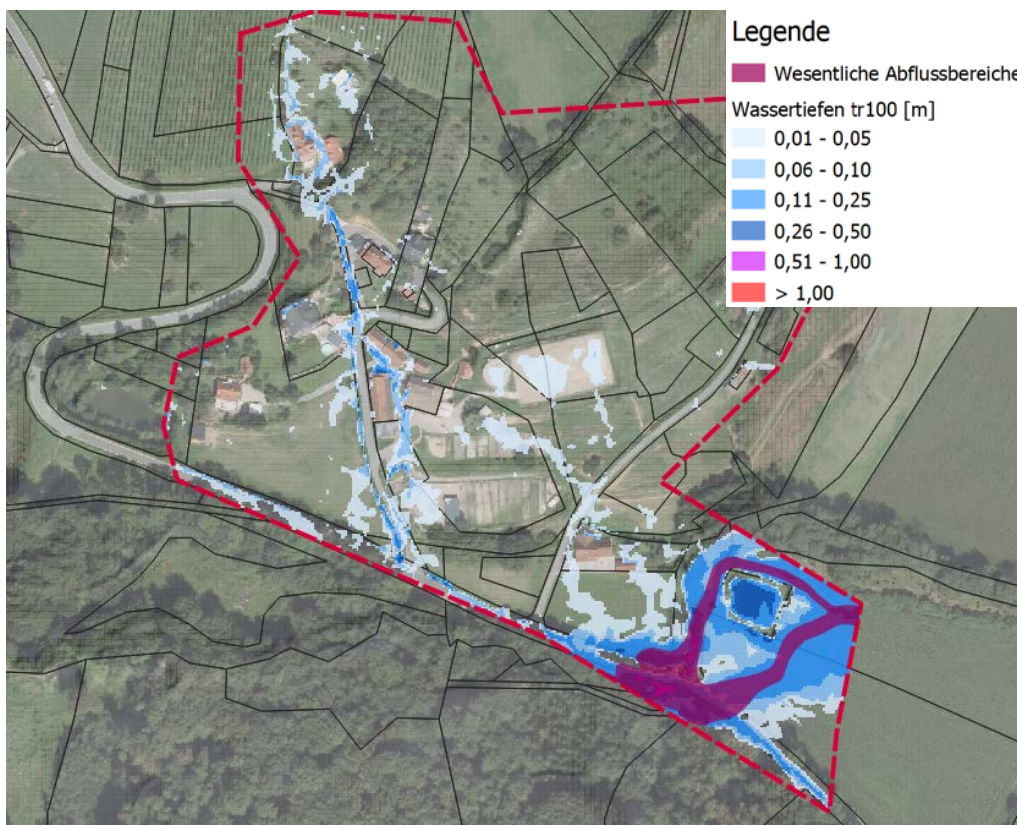 Legende
Wesentliche Abflussbereiche
Wassertiefen tr100 [m]
0,01 - 0,05
0,06 - 0,10
0,11 - 0,25
0,26 - 0,50
0,51 - 1,00
> 1,00